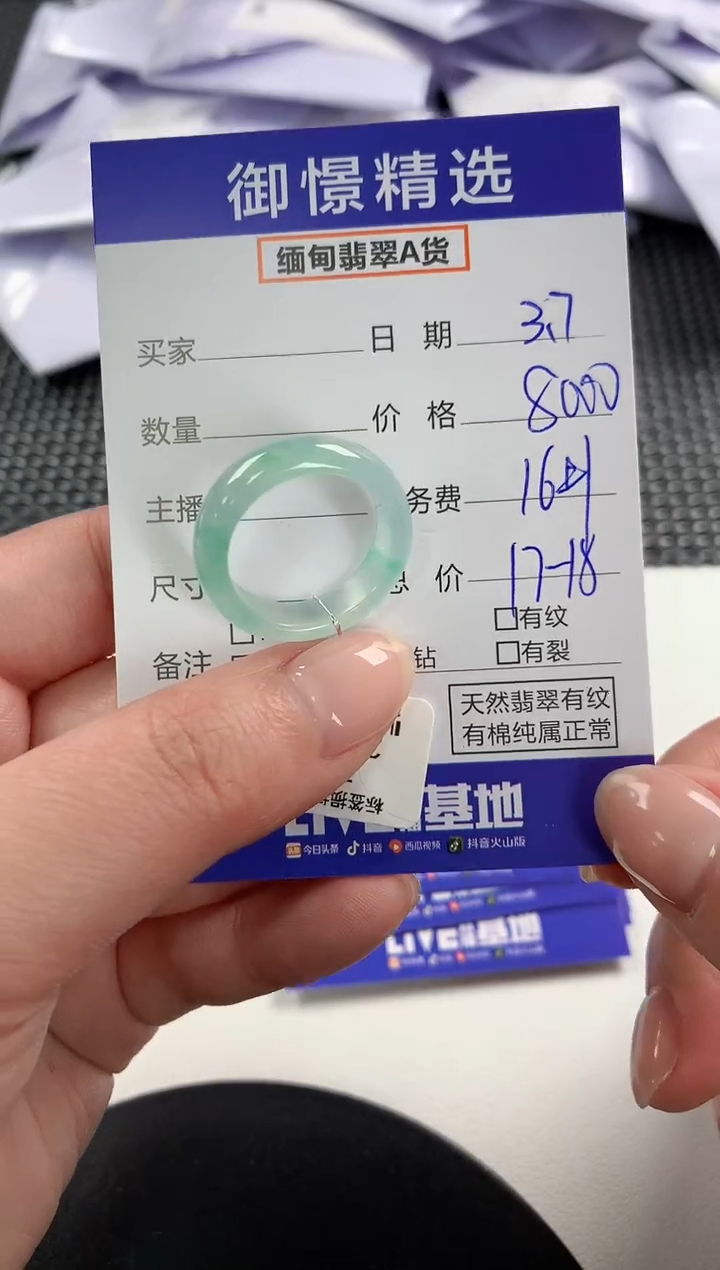 御憬精选
缅甸翡翠A货
买家 日 期 3.7
数量 价 格 8000
主播 务费
尺寸 价 17-18
有纹
备注 钻 有裂
天然翡翠有纹
有棉纯属正常
基地
今日头条 抖音 西瓜视频 抖音火山版
LIVE 基地